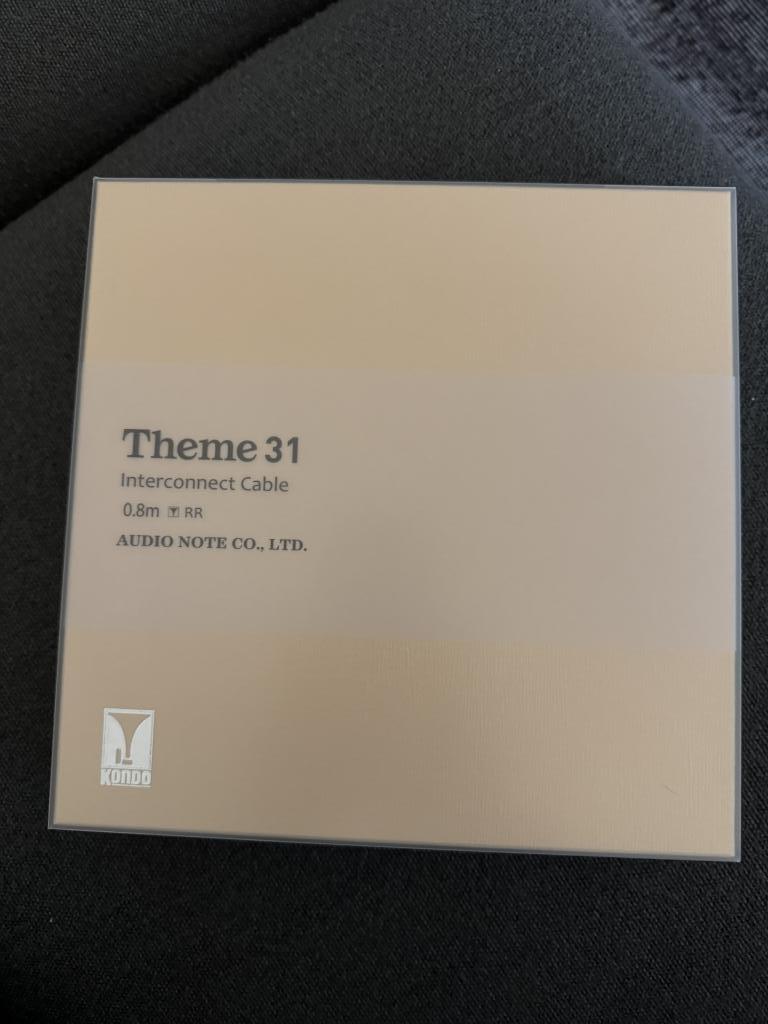 Theme 31
Interconnect Cable
0.8m RR
AUDIO NOTE CO., LTD.
KONDO